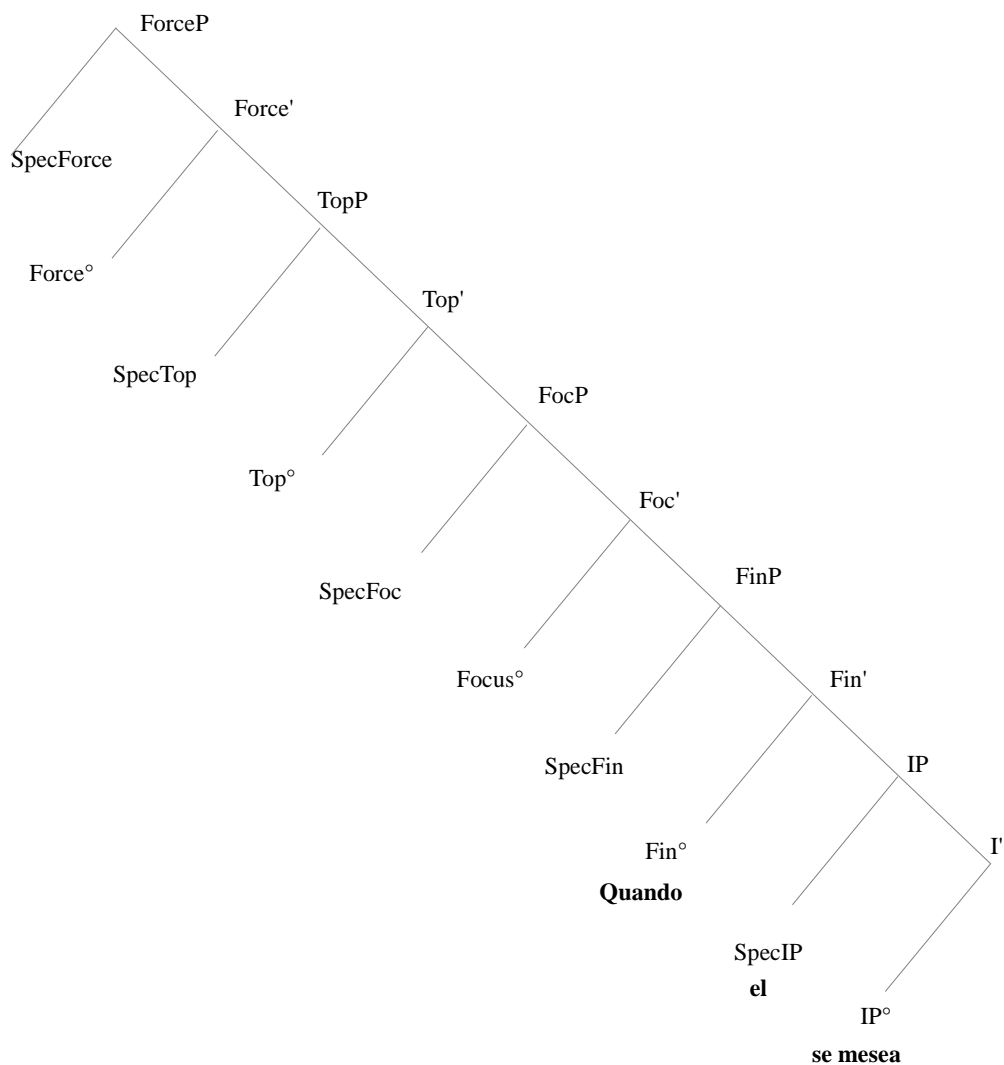 ForceP
Force'
SpecForce
TopP
Force°
Top'
SpecTop
FocP
Top°
Foc'
SpecFoc
FinP
Focus°
Fin'
SpecFin
IP
Fin°
I'
Quando
SpecIP
el
IP°
se mesea